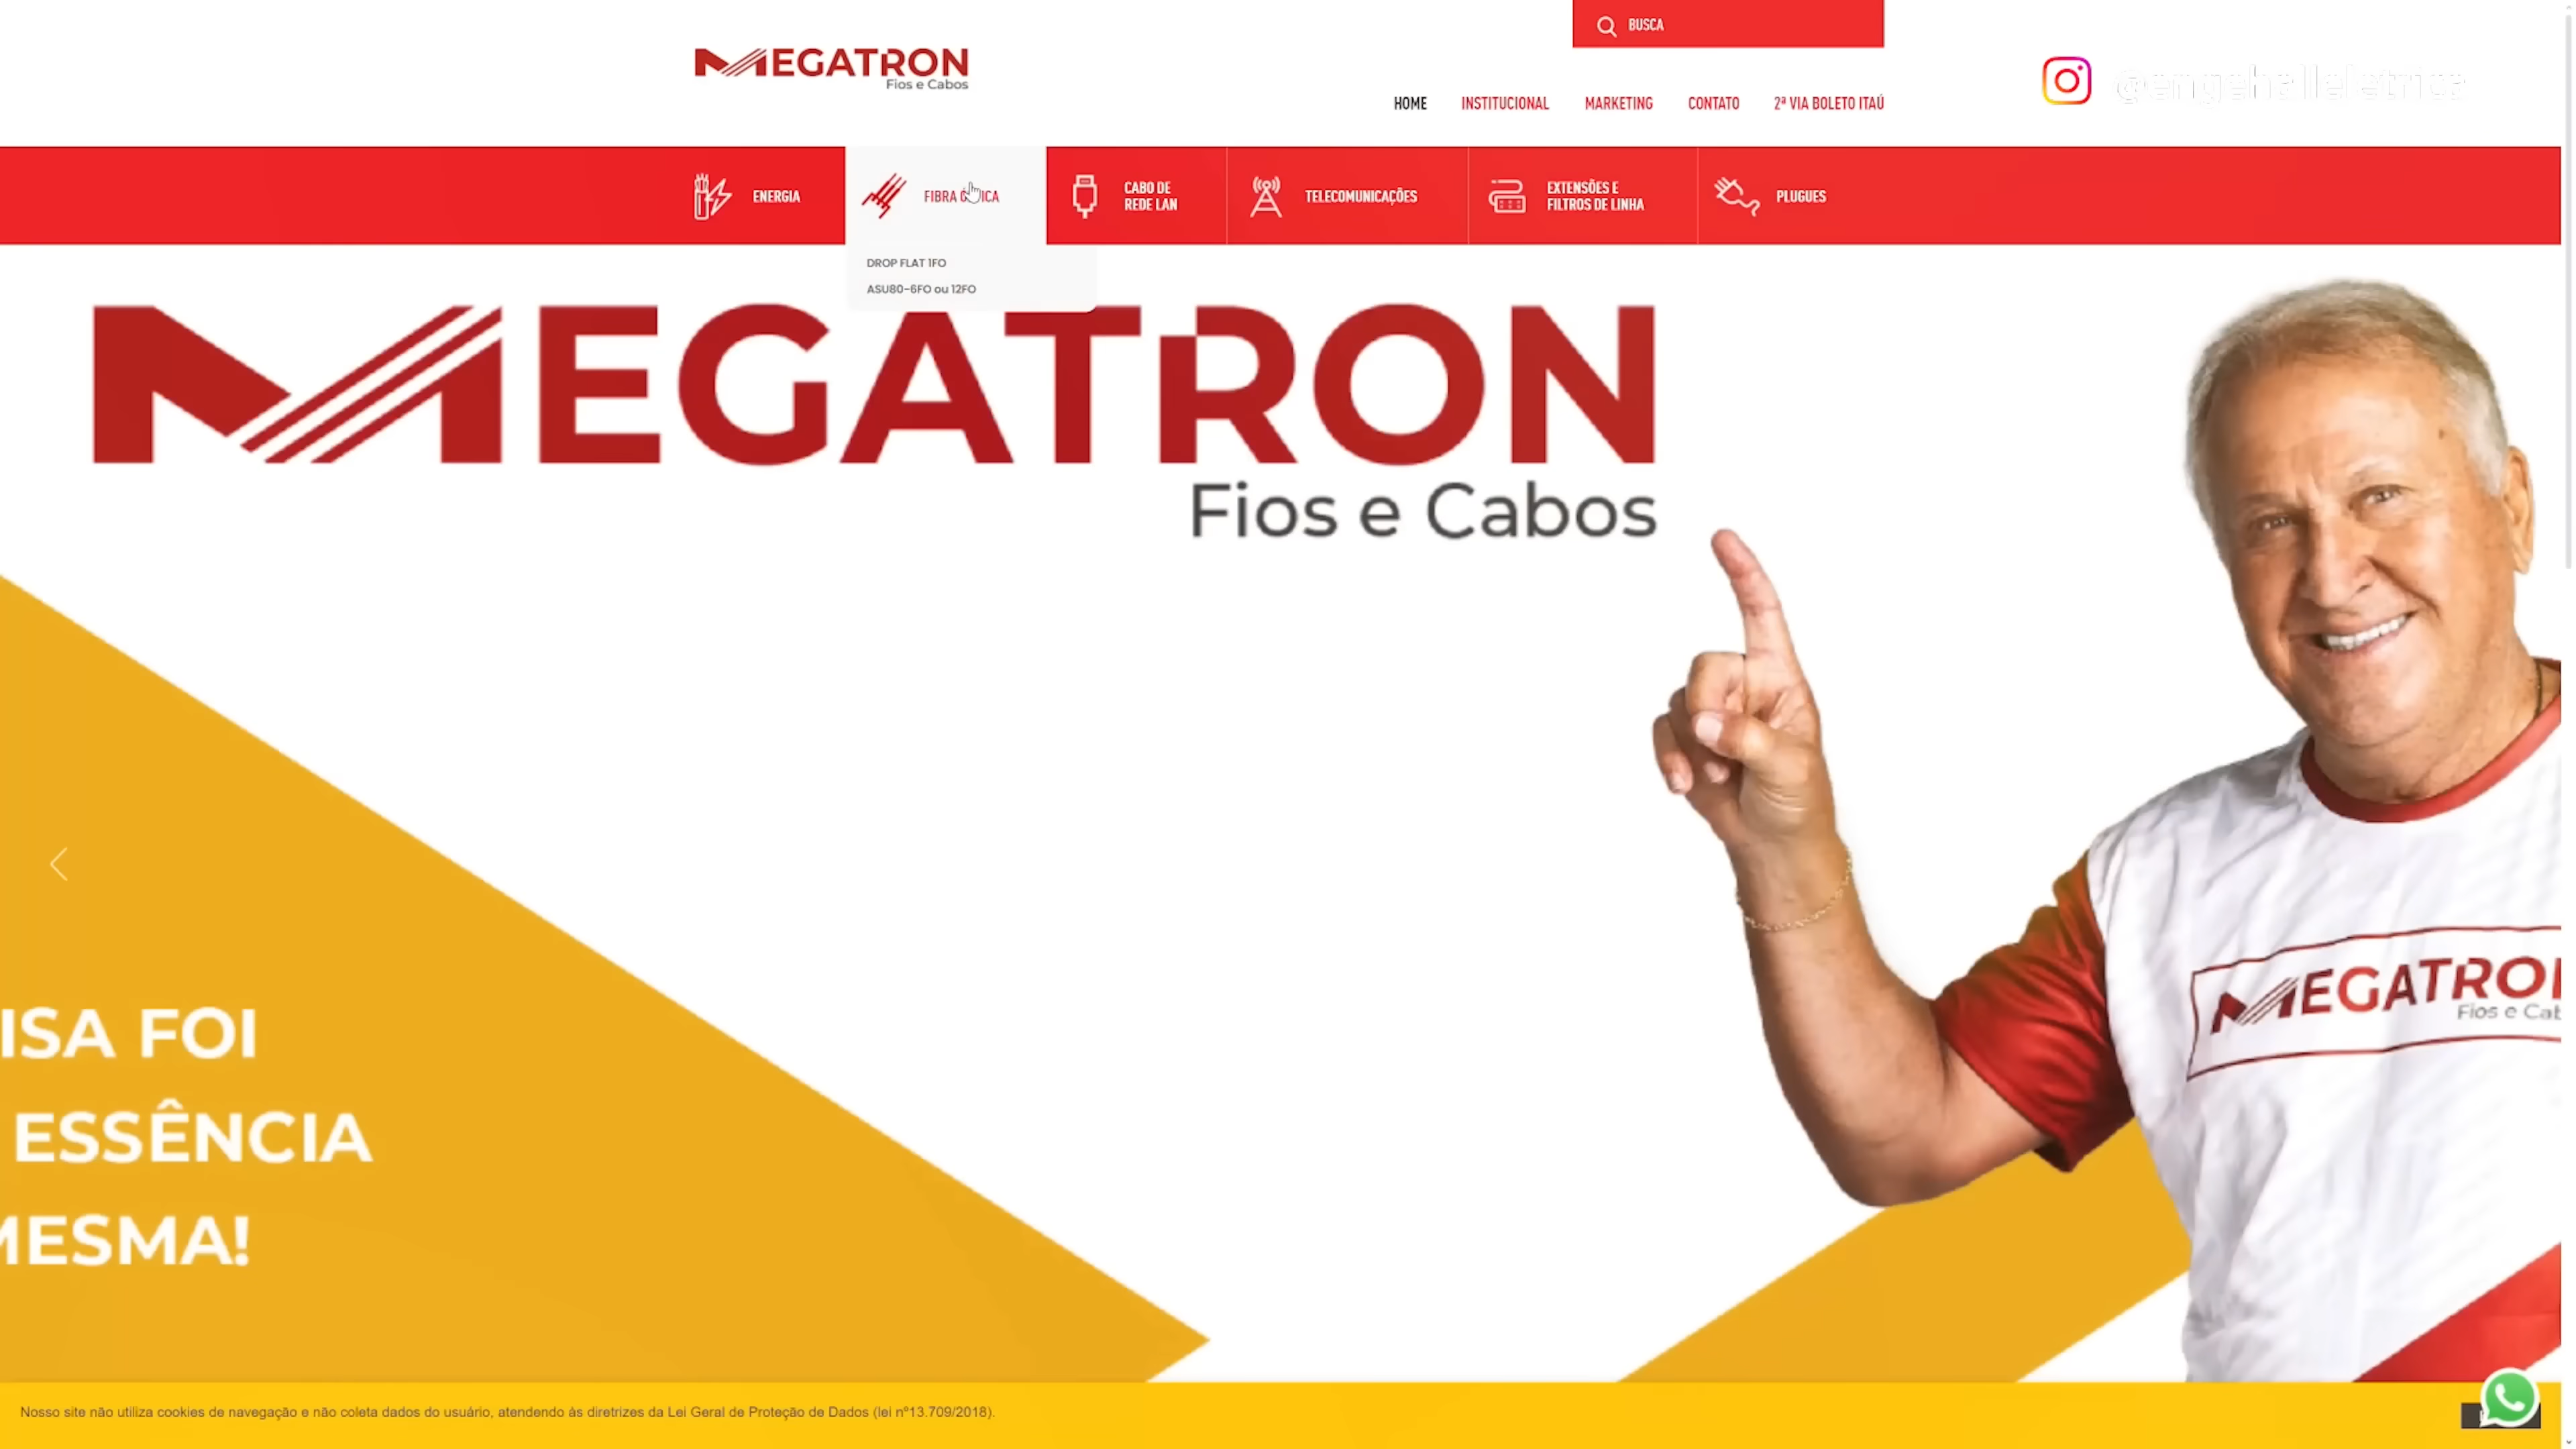 BUSCA
MEGATRON
Fios e Cabos
@engehalleletrica
HOME INSTITUCIONAL MARKETING CONTATO 2ª VIA BOLETO ITAÚ
ENERGIA
FIBRA
CABO DE
REDE LAN
TELECOMUNICAÇÕES
EXTENSÕES E
FILTROS DE LINHA
PLUGUES
DROP FLAT 1FO
ASU80-6FO ou 12FO
MEGATRON
Fios e Cabos
FOI
ESSÊNCIA
MESMA!
MEGATRON
Fios e
Nosso site não utiliza cookies de navegação e não coleta dados do usuário, atendendo às diretrizes da Lei Geral de Proteção de Dados (lei nº13.709/2018).